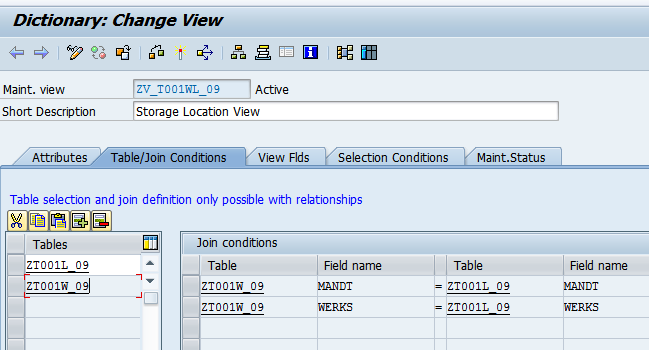 Dictionary: Change View
Maint. view ZV_T001WL_09 Active
Short Description Storage Location View
Attributes Table/Join Conditions View Flds Selection Conditions Maint.Status
Table selection and join definition only possible with relationships
Tables
ZT001L_09
ZT001W_09
Join conditions
Table Field name Table Field name
ZT001W_09 MANDT = ZT001L_09 MANDT
ZT001W_09 WERKS = ZT001L_09 WERKS